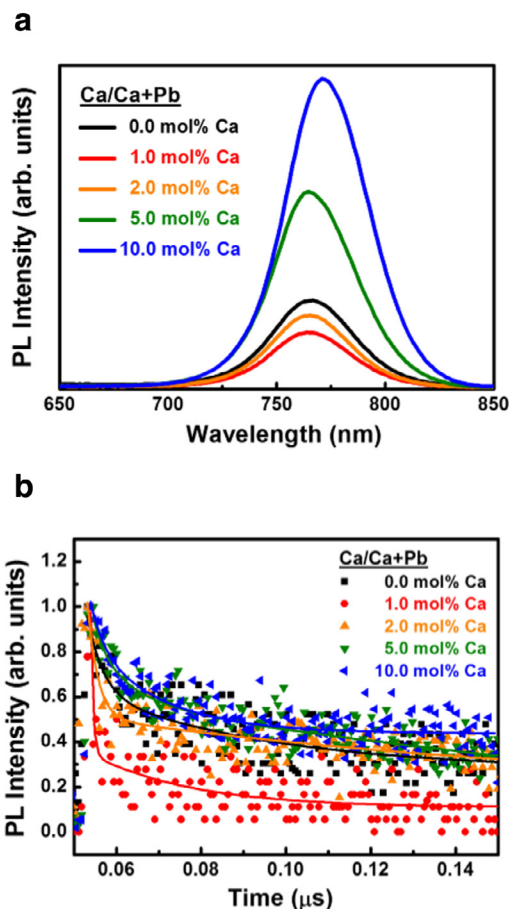 a
PL Intensity (arb. units)
Ca/Ca+Pb
0.0 mol% Ca
1.0 mol% Ca
2.0 mol% Ca
5.0 mol% Ca
10.0 mol% Ca
650 700 750 800 850
Wavelength (nm)
b
PL Intensity (arb. units)
1.2
1.0
0.8
0.6
0.4
0.2
0.0
Ca/Ca+Pb
0.0 mol% Ca
1.0 mol% Ca
2.0 mol% Ca
5.0 mol% Ca
10.0 mol% Ca
0.06 0.08 0.10 0.12 0.14
Time (μs)